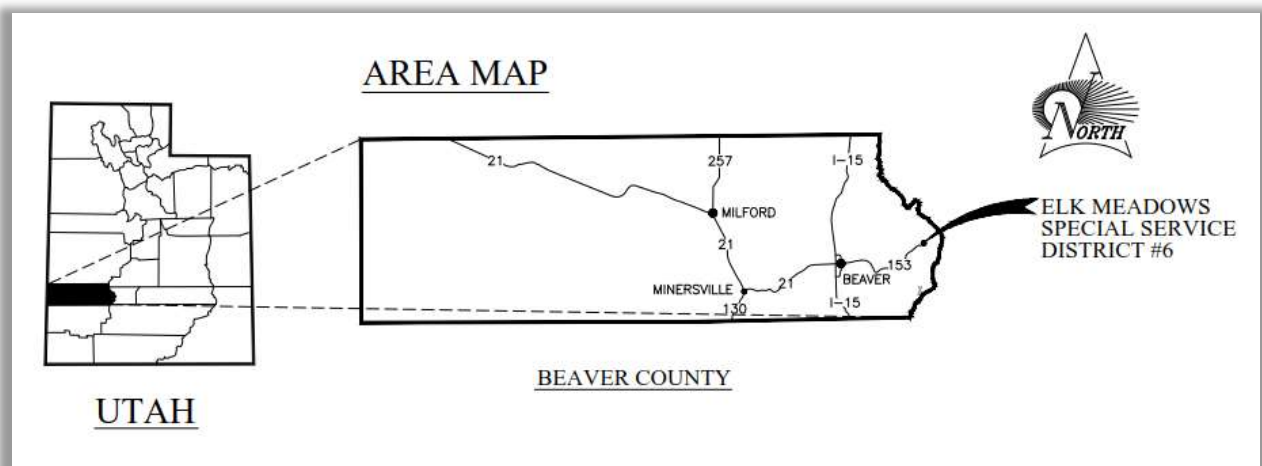 AREA MAP
NORTH
21
257
I-15
MILFORD
ELK MEADOWS
SPECIAL SERVICE
DISTRICT #6
21
153
BEAVER
MINERSVILLE
21
130
I-15
BEAVER COUNTY
UTAH